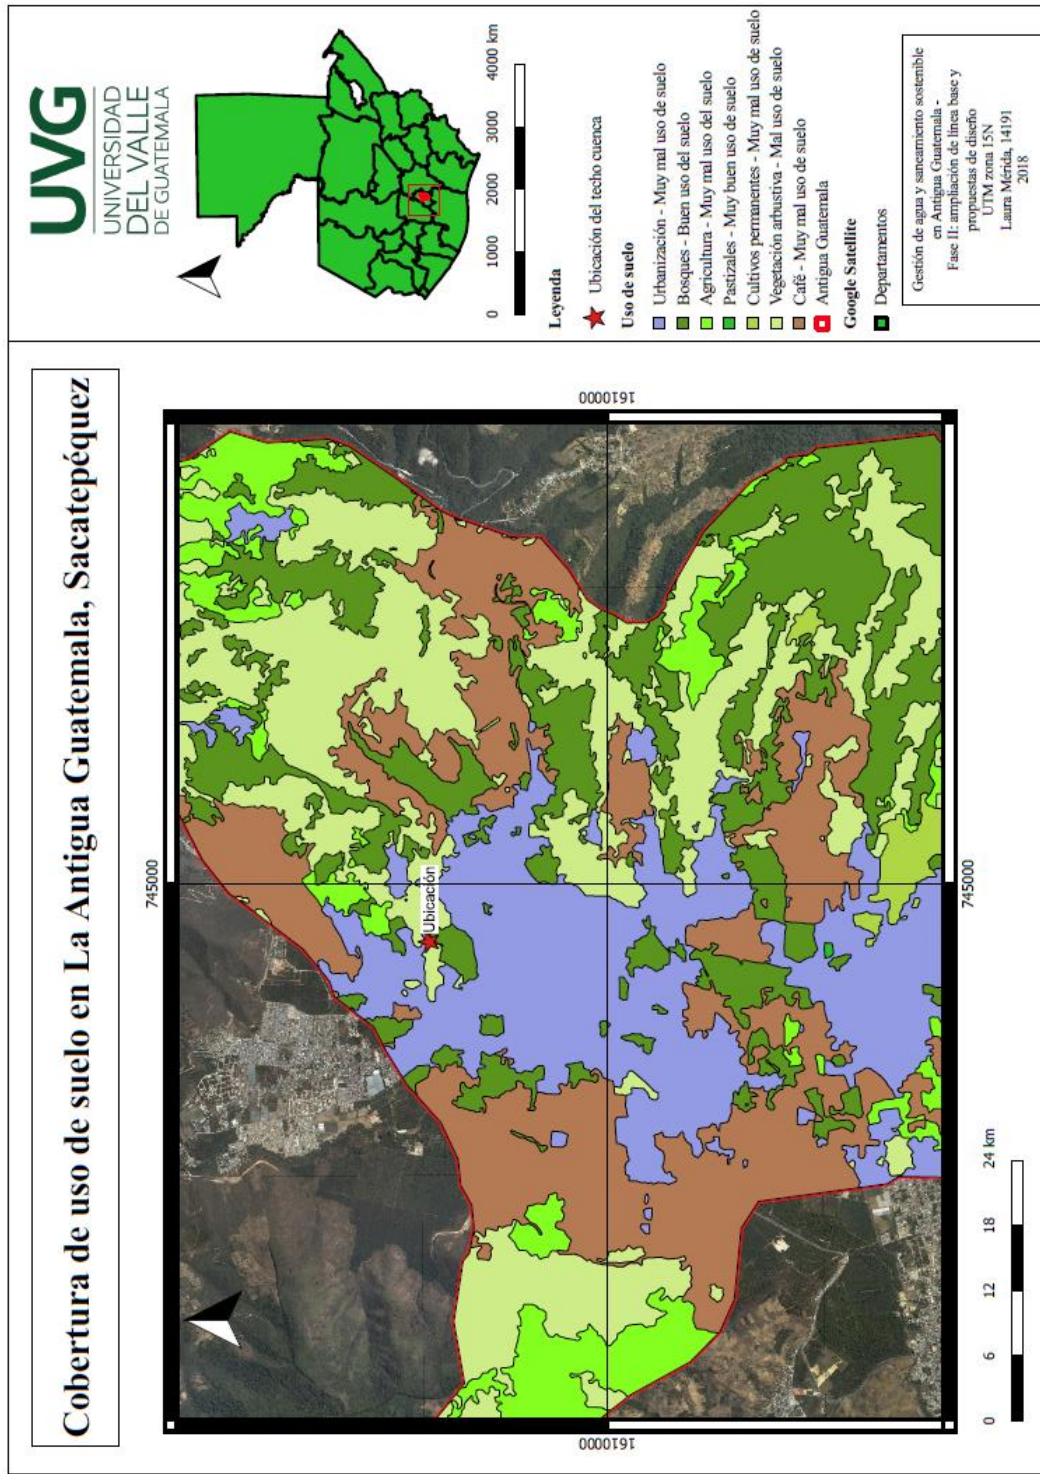 Cobertura de uso de suelo en La Antigua Guatemala, Sacatepéquez
745000
1610000
1610000
Ubicación
745000
0 6 12 18 24 km
UVG
UNIVERSIDAD
DEL VALLE
DE GUATEMALA
0 1000 2000 3000 4000 km
Leyenda
Ubicación del techo cuenca
Uso de suelo
Urbanización - Muy mal uso de suelo
Bosques - Buen uso del suelo
Agricultura - Muy mal uso del suelo
Pastizales - Muy buen uso de suelo
Cultivos permanentes - Muy mal uso de suelo
Vegetación arbustiva - Mal uso de suelo
Café - Muy mal uso de suelo
Antigua Guatemala
Google Satellite
Departamentos
Gestión de agua y saneamiento sostenible
en Antigua Guatemala -
Fase II: ampliación de línea base y
propuestas de diseño
UTM zona 15N
Laura Mérida, 14191
2018